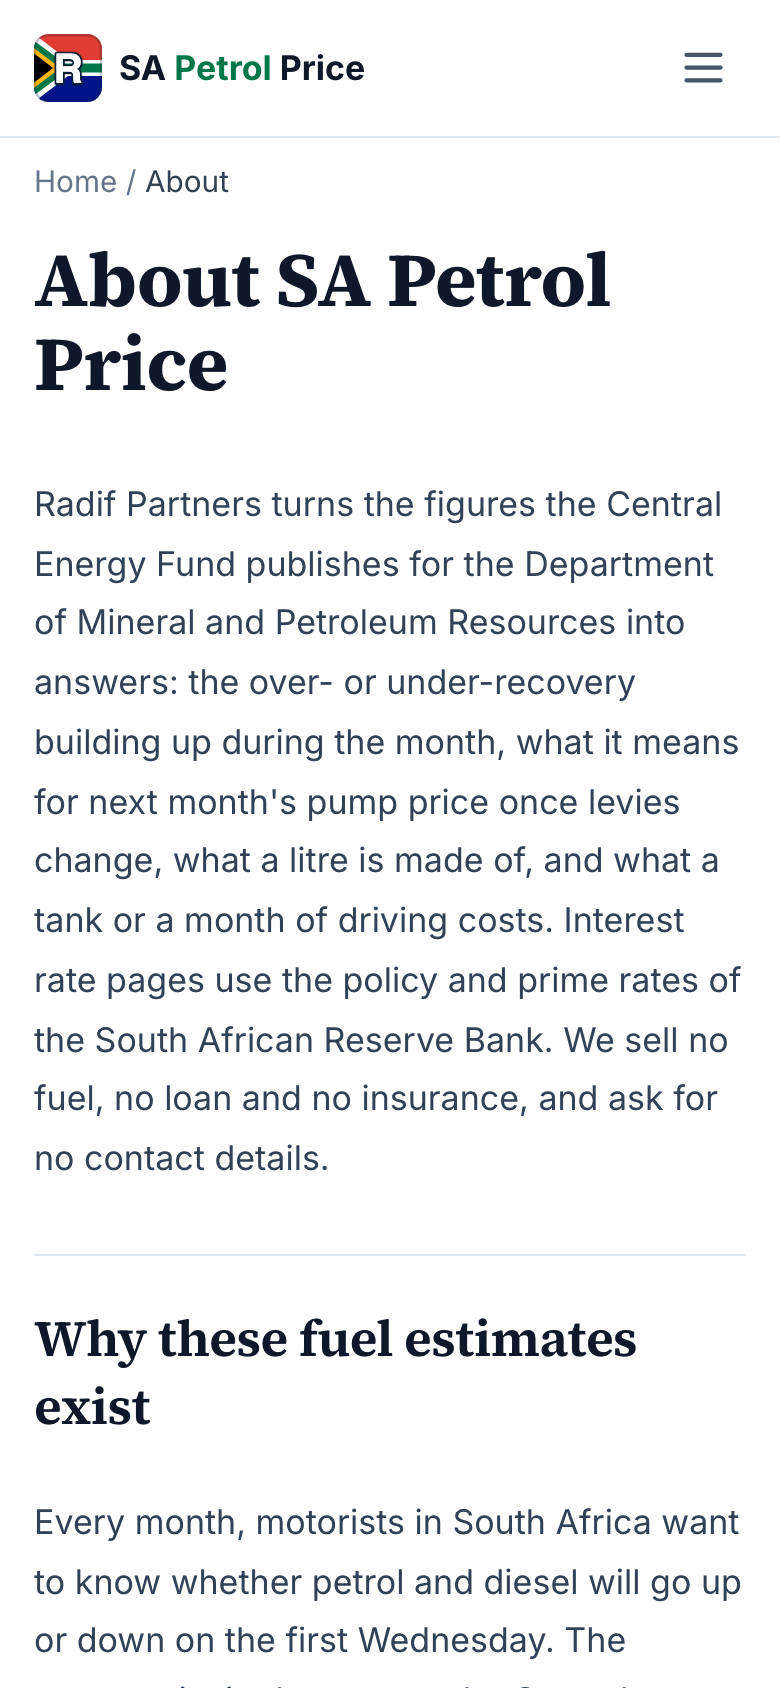 R SA Petrol Price
Home / About
About SA Petrol
Price
Radif Partners turns the figures the Central
Energy Fund publishes for the Department
of Mineral and Petroleum Resources into
answers: the over- or under-recovery
building up during the month, what it means
for next month's pump price once levies
change, what a litre is made of, and what a
tank or a month of driving costs. Interest
rate pages use the policy and prime rates of
the South African Reserve Bank. We sell no
fuel, no loan and no insurance, and ask for
no contact details.
Why these fuel estimates
exist
Every month, motorists in South Africa want
to know whether petrol and diesel will go up
or down on the first Wednesday. The